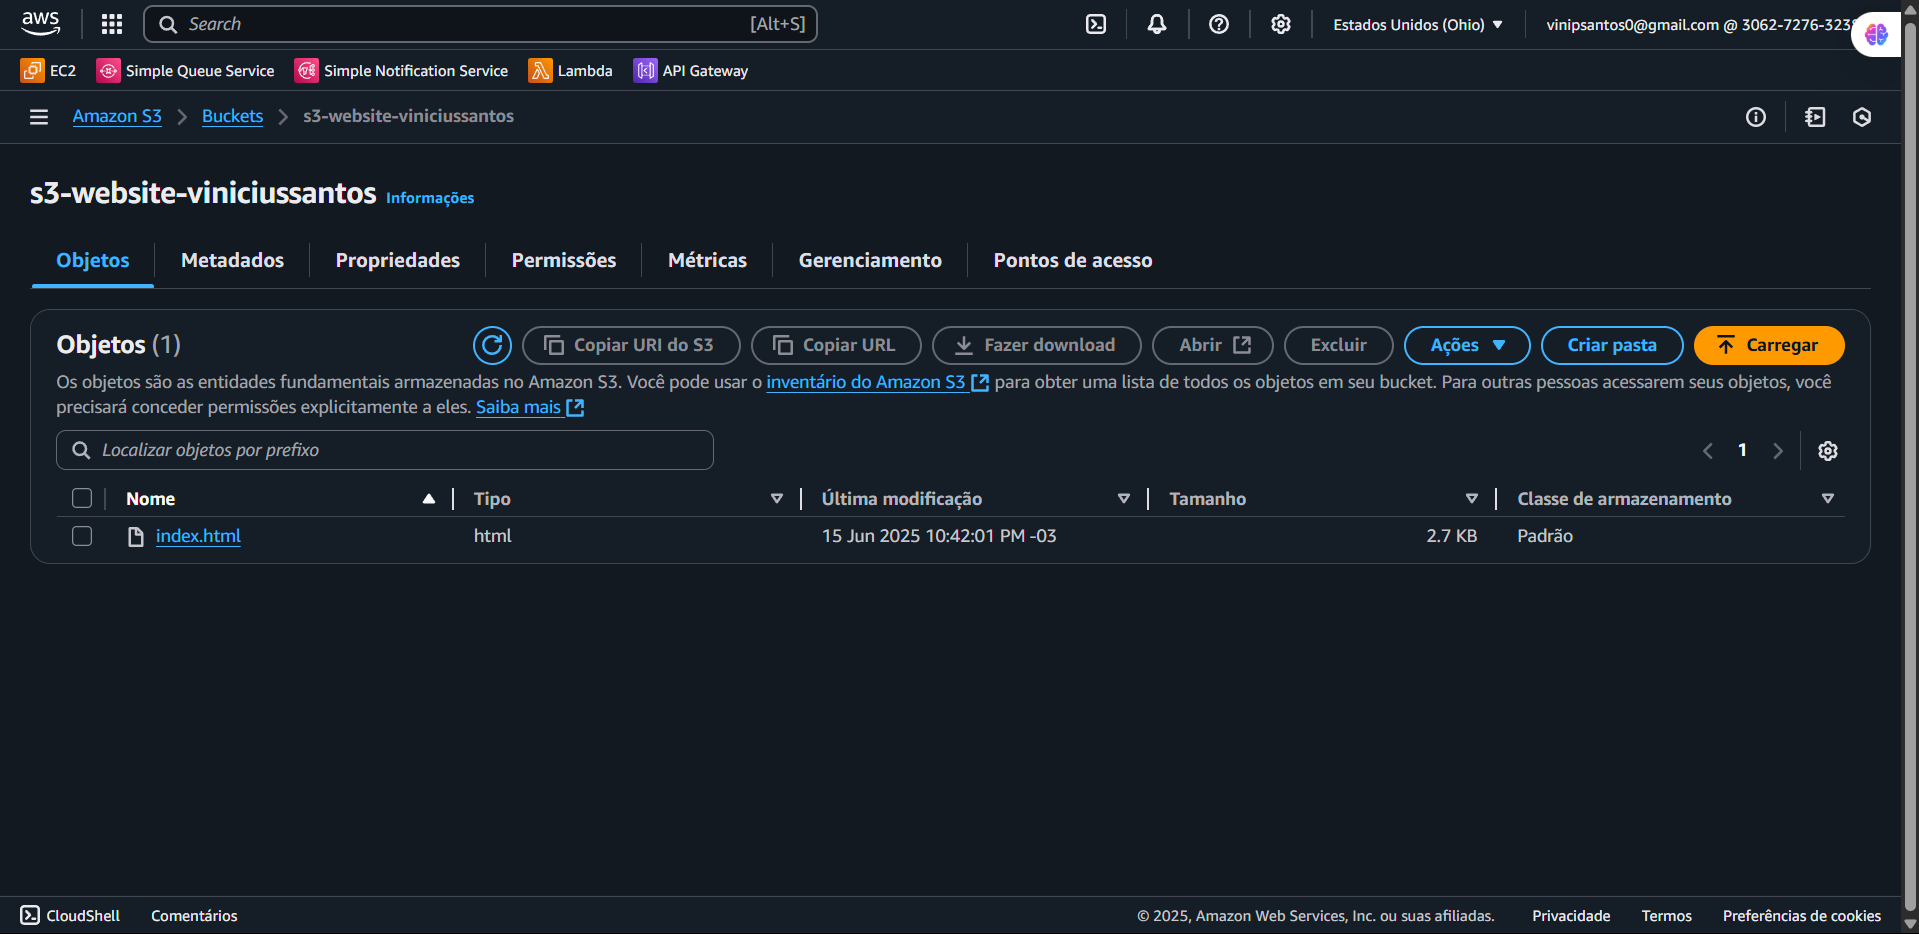 aws
Search [Alt+S]
Estados Unidos (Ohio)
vinipsantos0@gmail.com @ 3062-7276-323
EC2
Simple Queue Service
Simple Notification Service
Lambda
API Gateway
Amazon S3
Buckets
s3-website-viniciussantos
s3-website-viniciussantos Informações
Objetos
Metadados
Propriedades
Permissões
Métricas
Gerenciamento
Pontos de acesso
Objetos (1)
Copiar URI do S3
Copiar URL
Fazer download
Abrir
Excluir
Ações
Criar pasta
Carregar
Os objetos são as entidades fundamentais armazenadas no Amazon S3. Você pode usar o inventário do Amazon S3 para obter uma lista de todos os objetos em seu bucket. Para outras pessoas acessarem seus objetos, você
precisará conceder permissões explicitamente a eles. Saiba mais
Localizar objetos por prefixo
1
Nome Tipo Última modificação Tamanho Classe de armazenamento
index.html html 15 Jun 2025 10:42:01 PM -03 2.7 KB Padrão
CloudShell
Comentários
© 2025, Amazon Web Services, Inc. ou suas afiliadas.
Privacidade
Termos
Preferências de cookies